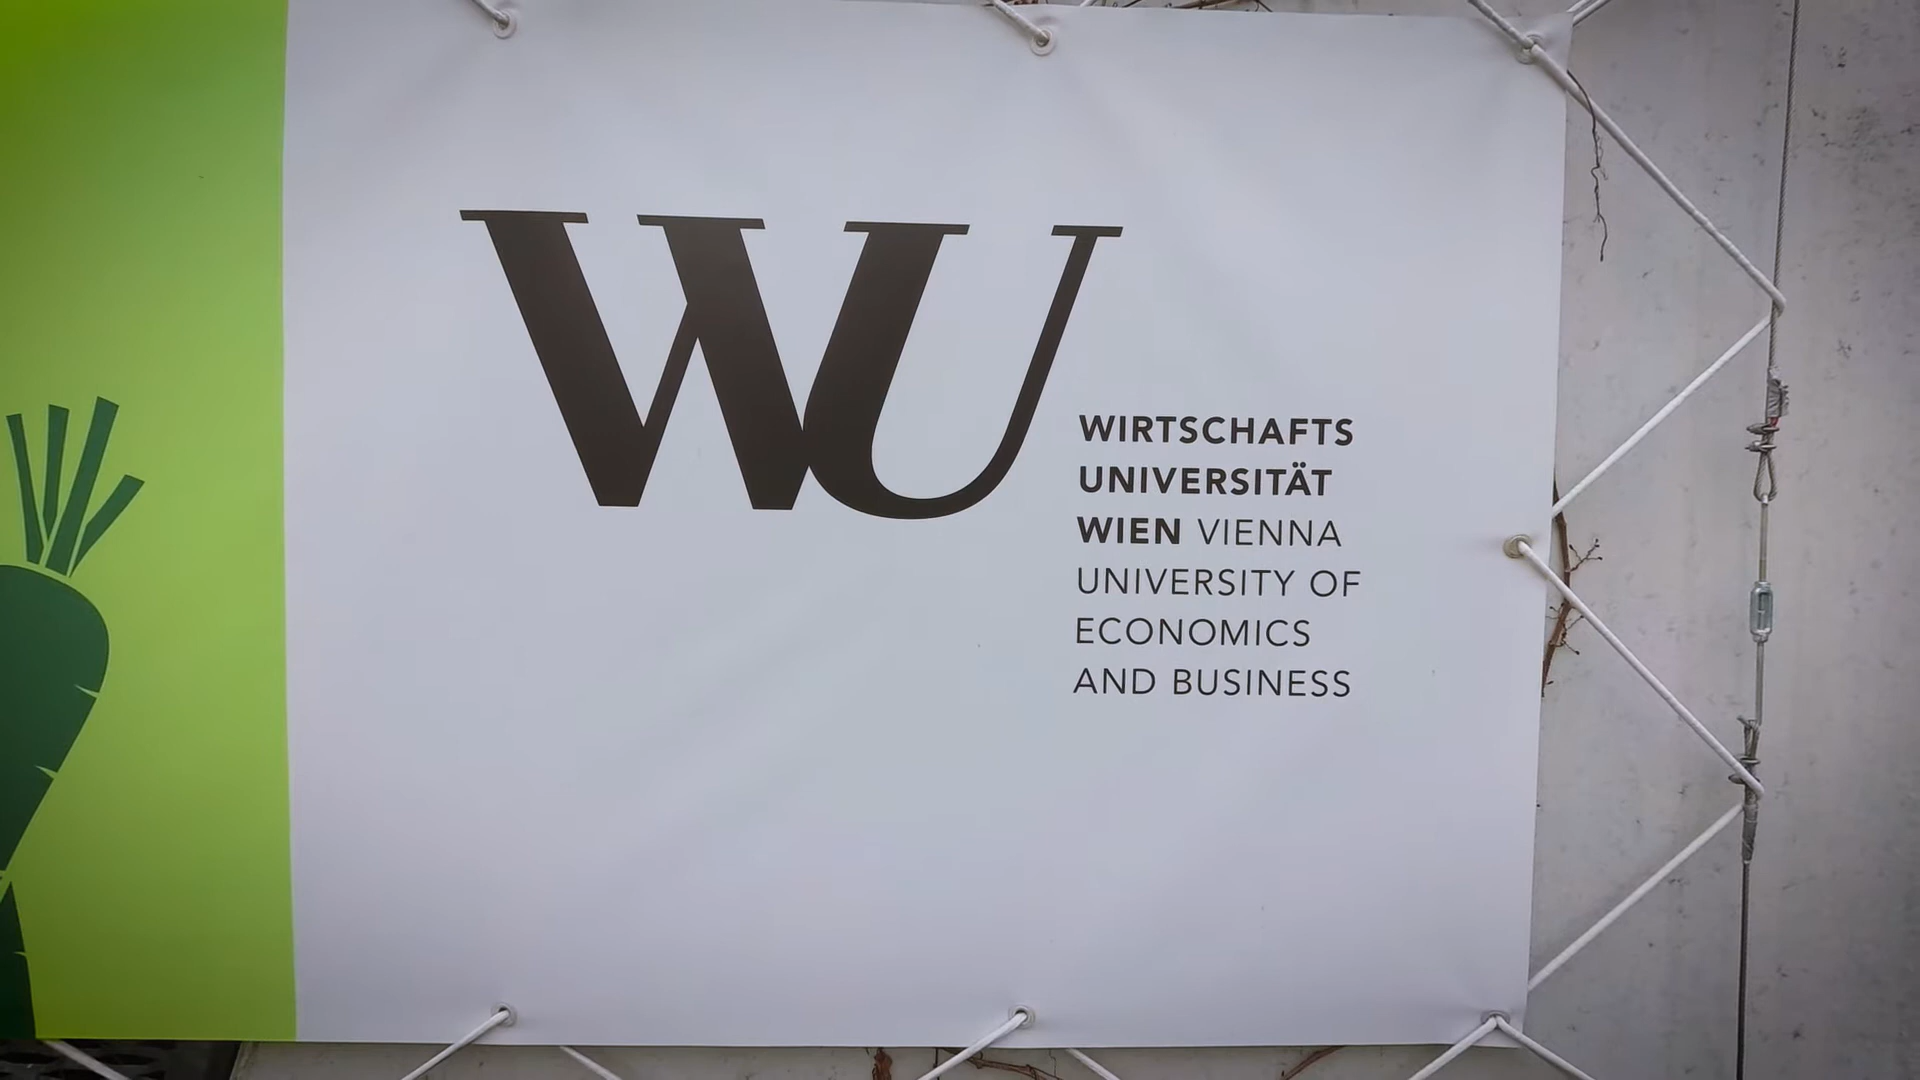 WU
WIRTSCHAFTS
UNIVERSITÄT
WIEN VIENNA
UNIVERSITY OF
ECONOMICS
AND BUSINESS